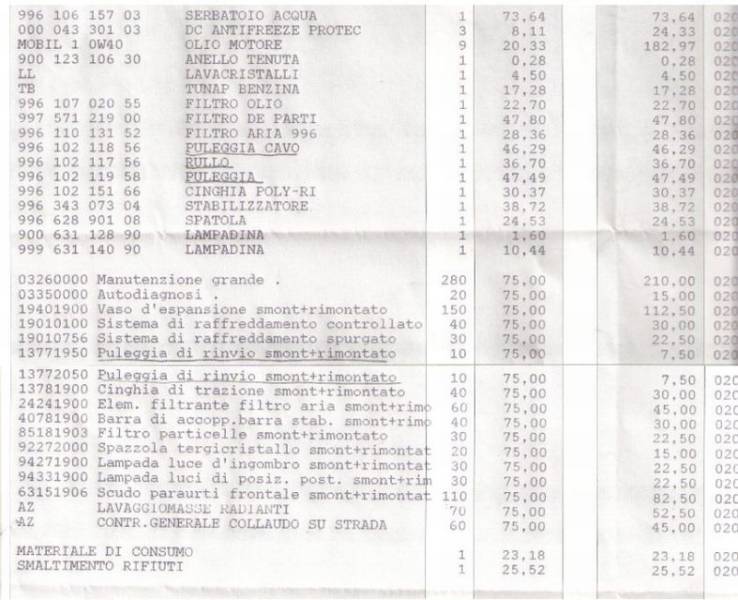 996 106 157 03 SERBATOIO ACQUA 1 73,64 73,64 020
000 043 301 03 DC ANTIFREEZE PROTEC 3 8,11 24,33 020
MOBIL 1 0W40 OLIO MOTORE 9 20,33 182,97 020
900 123 106 30 ANELLO TENUTA 1 0,28 0,28 020
LL LAVACRISTALLI 1 4,50 4,50 020
TB TUNAP BENZINA 1 17,28 17,28 020
996 107 020 55 FILTRO OLIO 1 22,70 22,70 020
997 571 219 00 FILTRO DE PARTI 1 47,80 47,80 020
996 110 131 52 FILTRO ARIA 996 1 28,36 28,36 020
996 102 118 56 PULEGGIA CAVO 1 46,29 46,29 020
996 102 117 56 RULLO 1 36,70 36,70 020
996 102 119 58 PULEGGIA 1 47,49 47,49 020
996 102 151 66 CINGHIA POLY-RI 1 30,37 30,37 020
996 343 073 04 STABILIZZATORE 1 38,72 38,72 020
996 628 901 08 SPATOLA 1 24,53 24,53 020
900 631 128 90 LAMPADINA 1 1,60 1,60 020
999 631 140 90 LAMPADINA 1 10,44 10,44 020
03260000 Manutenzione grande . 280 75,00 210,00 020
03350000 Autodiagnosi . 20 75,00 15,00 020
19401900 Vaso d'espansione smont+rimontato 150 75,00 112,50 020
19010100 Sistema di raffreddamento controllato 40 75,00 30,00 020
19010756 Sistema di raffreddamento spurgato 30 75,00 22,50 020
13771950 Puleggia di rinvio smont+rimontato 10 75,00 7,50 020
13772050 Puleggia di rinvio smont+rimontato 10 75,00 7,50 020
13781900 Cinghia di trazione smont+rimontato 40 75,00 30,00 020
24241900 Elem. filtrante filtro aria smont+rimo 60 75,00 45,00 020
40781900 Barra di accopp.barra stab. smont+rimo 40 75,00 30,00 020
85181903 Filtro particelle smont+rimontato 30 75,00 22,50 020
92272000 Spazzola tergicristallo smont+rimontat 20 75,00 15,00 020
94271900 Lampada luce d'ingombro smont+rimontat 30 75,00 22,50 020
94331900 Lampada luci di posiz. post. smont+rim 30 75,00 22,50 020
63151906 Scudo paraurti frontale smont+rimontat 110 75,00 82,50 020
AZ LAVAGGIOMASSE RADIANTI 70 75,00 52,50 020
AZ CONTR.GENERALE COLLAUDO SU STRADA 60 75,00 45,00 020
MATERIALE DI CONSUMO 1 23,18 23,18 020
SMALTIMENTO RIFIUTI 1 25,52 25,52 020